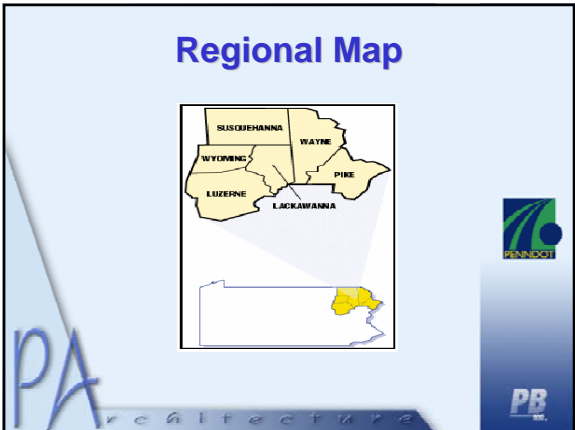 Regional Map
SUSQUEHANNA
WAYNE
WYOMING
PIKE
LUZERNE
LACKAWANNA
PENNDOT
PA rchitecture
PB